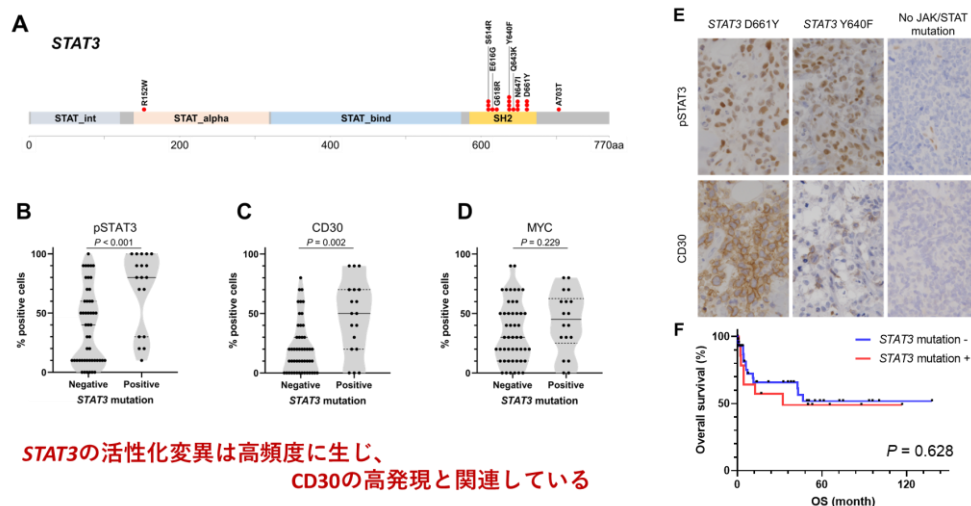 A
STAT3
R152W
S614R
E616G
G618R
Y640F
Q643K
N647I
D661Y
A703T
STAT_int
STAT_alpha
STAT_bind
SH2
0
200
400
600
770aa
B
pSTAT3
P < 0.001
% positive cells
100
50
0
Negative
Positive
STAT3 mutation
C
CD30
P = 0.002
% positive cells
100
50
0
Negative
Positive
STAT3 mutation
D
MYC
P = 0.229
% positive cells
100
50
0
Negative
Positive
STAT3 mutation
STAT3の活性化変異は高頻度に生じ、
CD30の高発現と関連している
E
STAT3 D661Y
STAT3 Y640F
No JAK/STAT
mutation
pSTAT3
CD30
F
STAT3 mutation -
STAT3 mutation +
Overall survival (%)
100
50
0
P = 0.628
0
60
120
OS (month)